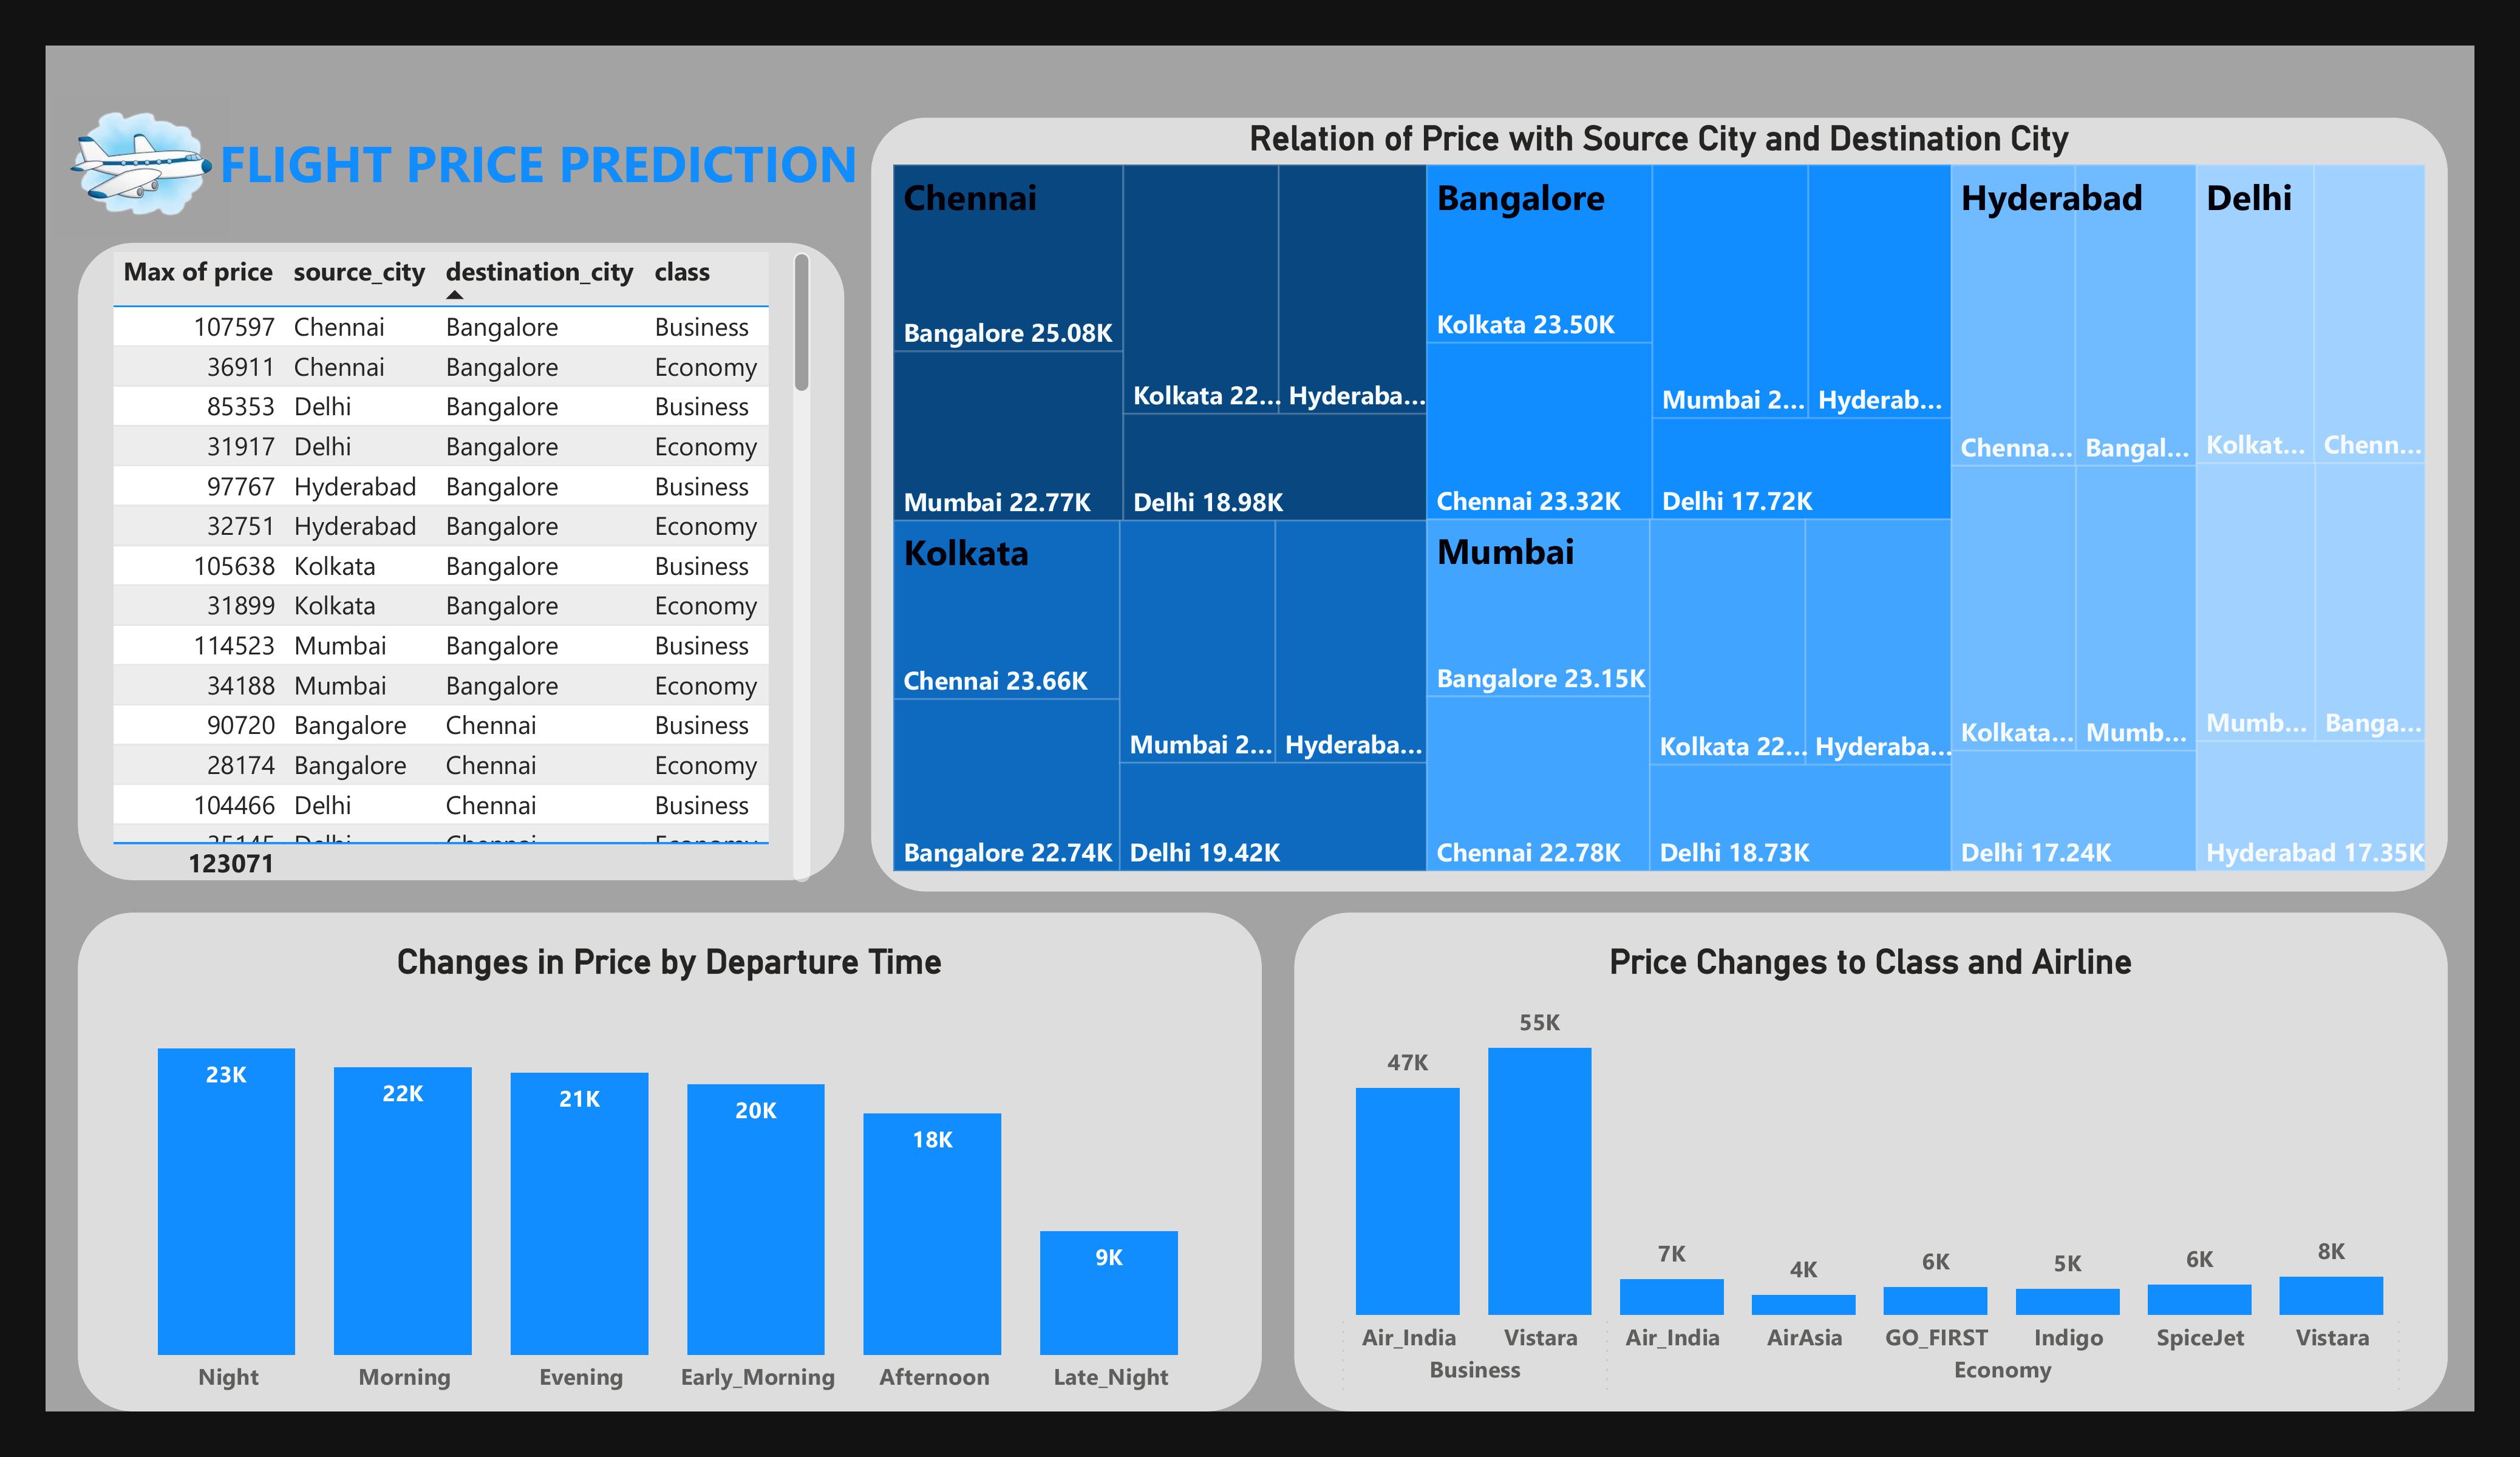 FLIGHT PRICE PREDICTION
Max of price source_city destination_city class
107597 Chennai Bangalore Business
36911 Chennai Bangalore Economy
85353 Delhi Bangalore Business
31917 Delhi Bangalore Economy
97767 Hyderabad Bangalore Business
32751 Hyderabad Bangalore Economy
105638 Kolkata Bangalore Business
31899 Kolkata Bangalore Economy
114523 Mumbai Bangalore Business
34188 Mumbai Bangalore Economy
90720 Bangalore Chennai Business
28174 Bangalore Chennai Economy
104466 Delhi Chennai Business
Delhi Chennai Economy
123071
Relation of Price with Source City and Destination City
Chennai
Bangalore 25.08K
Kolkata 22...
Hyderaba...
Mumbai 22.77K
Delhi 18.98K
Kolkata
Chennai 23.66K
Mumbai 2...
Hyderaba...
Bangalore 22.74K
Delhi 19.42K
Bangalore
Kolkata 23.50K
Mumbai 2...
Hyderab...
Chennai 23.32K
Delhi 17.72K
Mumbai
Bangalore 23.15K
Kolkata 22...
Hyderaba...
Chennai 22.78K
Delhi 18.73K
Hyderabad
Chenna...
Bangal...
Kolkata...
Mumb...
Delhi 17.24K
Delhi
Kolkat...
Chenn...
Mumb...
Banga...
Hyderabad 17.35K
Changes in Price by Departure Time
23K
22K
21K
20K
18K
9K
Night
Morning
Evening
Early_Morning
Afternoon
Late_Night
Price Changes to Class and Airline
47K
55K
7K
4K
6K
5K
6K
8K
Air_India
Vistara
Air_India
AirAsia
GO_FIRST
Indigo
SpiceJet
Vistara
Business
Economy